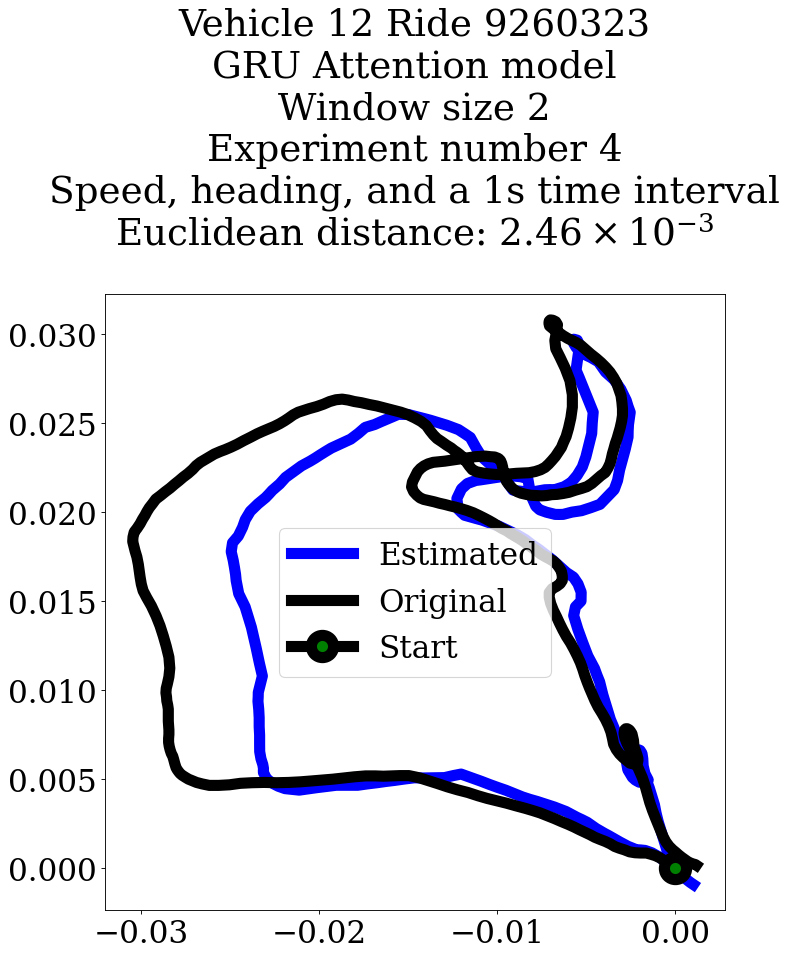 Vehicle 12 Ride 9260323
GRU Attention model
Window size 2
Experiment number 4
Speed, heading, and a 1s time interval
Euclidean distance: 2.46 × 10⁻³
0.030
0.025
0.020
0.015
0.010
0.005
0.000
Estimated
Original
Start
−0.03 −0.02 −0.01 0.00